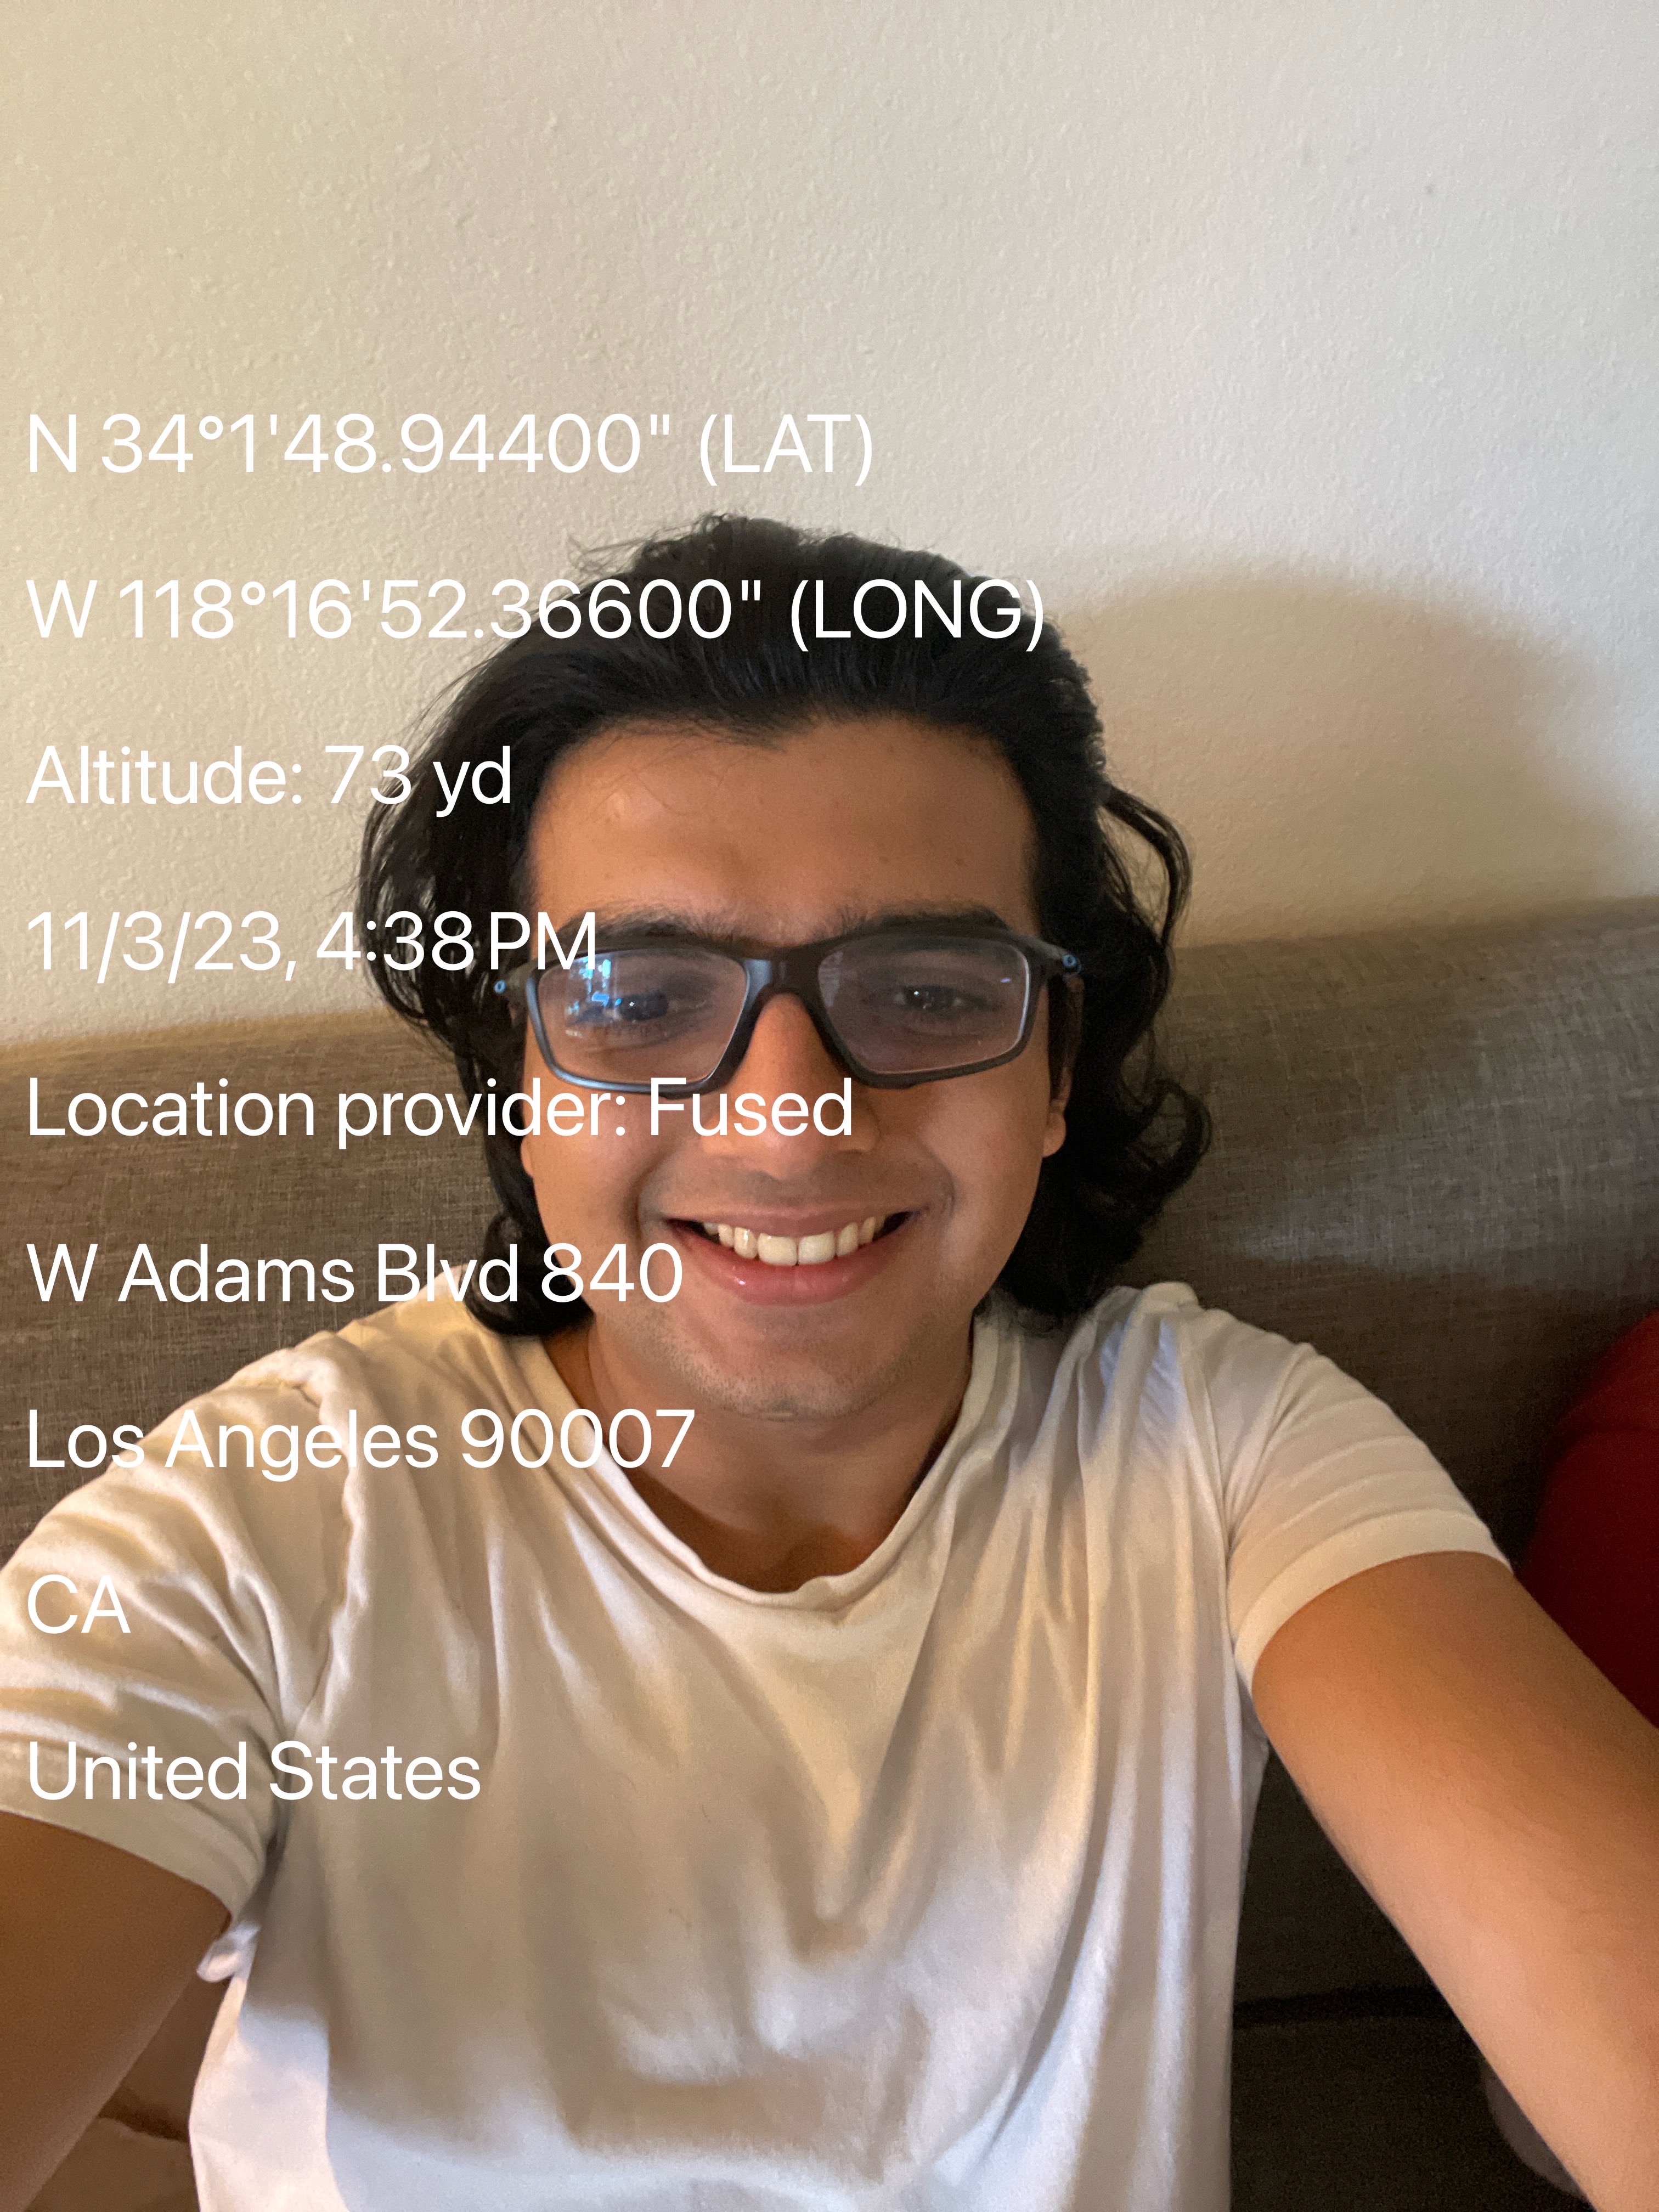 N 34°1'48.94400" (LAT)
W 118°16'52.36600" (LONG)
Altitude: 73 yd
11/3/23, 4:38 PM
Location provider: Fused
W Adams Blvd 840
Los Angeles 90007
CA
United States